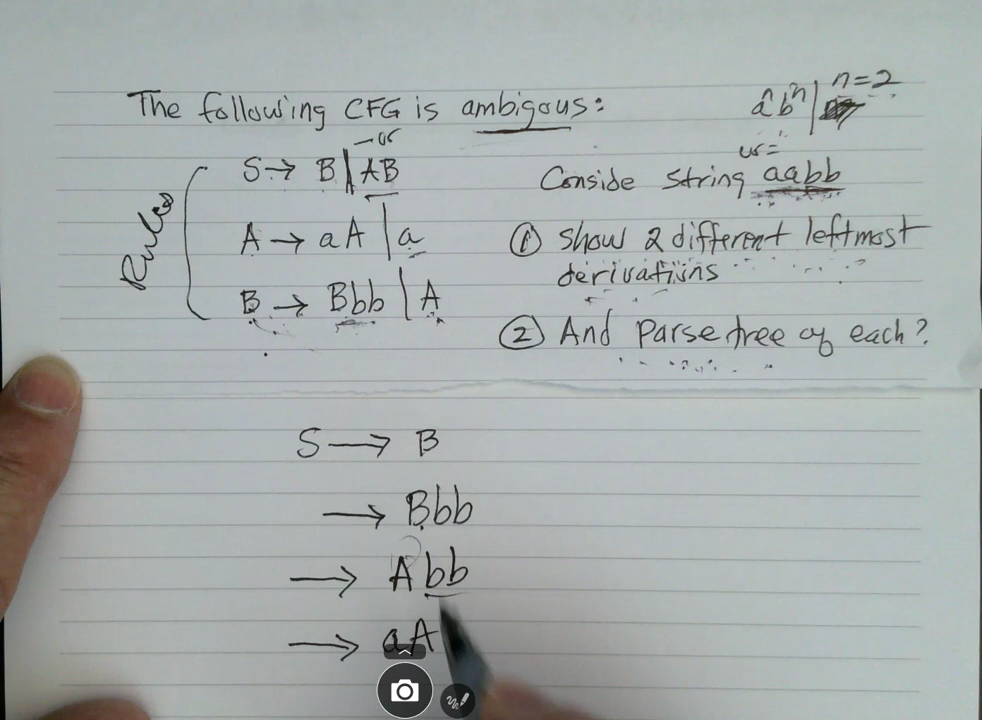 The following CFG is ambigous:
a^n b^n | n=2
- or
S → B | AB
Conside string aabb
Rules
A → aA | a
① show 2 different leftmost
derivations
B → Bbb | A
② And Parse tree of each?
S → B
→ Bbb
→ Abb
→ aA